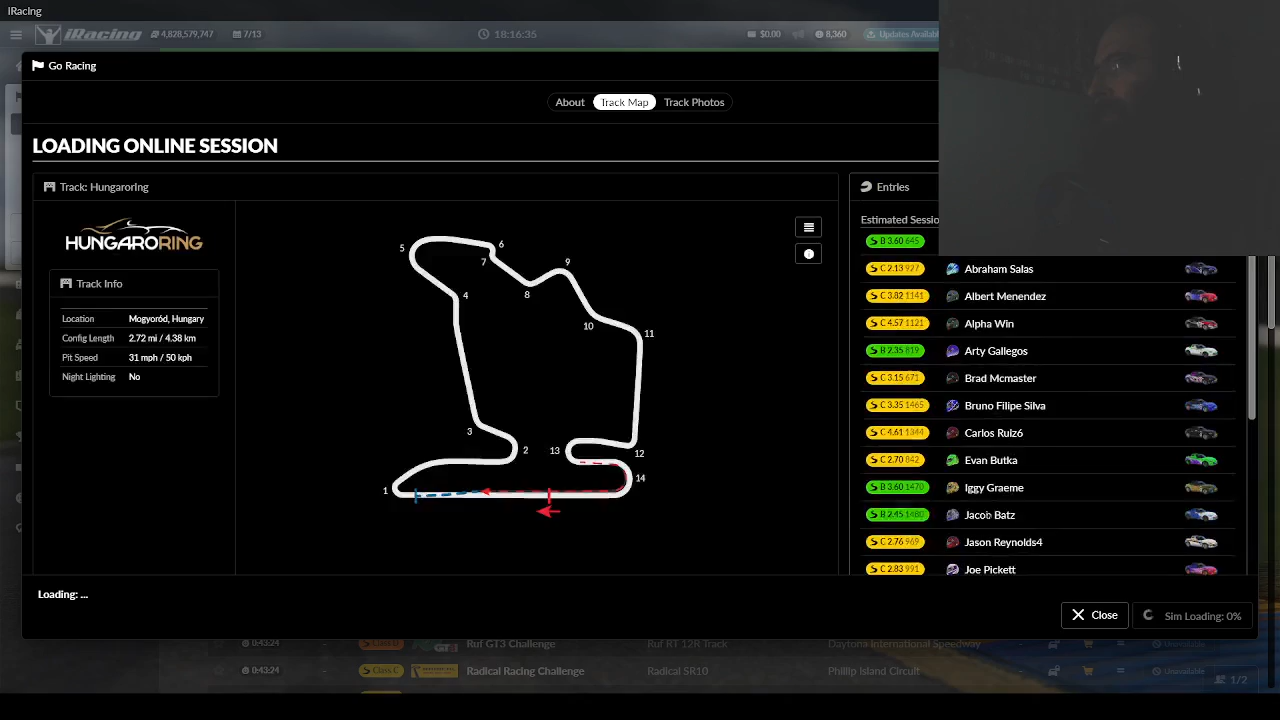 iRacing
iRacing 4,828,579,747 7/13 18:16:35 $0.00 8,360 Updates Availabl
Go Racing
About Track Map Track Photos
LOADING ONLINE SESSION
Track: Hungaroring
HUNGARORING
Track Info
Location Mogyoród, Hungary
Config Length 2.72 mi / 4.38 km
Pit Speed 31 mph / 50 kph
Night Lighting No
5
6
7
9
8
4
10
11
3
2
13
12
14
1
Entries
Estimated Sessio
B 3.60 645
C 2.13 927 Abraham Salas
C 3.82 1141 Albert Menendez
C 4.57 1121 Alpha Win
B 2.35 819 Arty Gallegos
C 3.15 671 Brad Mcmaster
C 3.35 1465 Bruno Filipe Silva
C 4.61 1344 Carlos Ruiz6
C 2.70 842 Evan Butka
B 3.60 1470 Iggy Graeme
B 2.45 1480 Jacob Batz
C 2.76 969 Jason Reynolds4
C 2.83 991 Joe Pickett
Loading: ...
Close Sim Loading: 0%
0:43:24 - Ruf GT3 Challenge Ruf RT 12R Track Daytona International Speedway Unavailable
0:43:24 - Class C Radical Racing Challenge Radical SR10 Phillip Island Circuit Unavailable
1/2